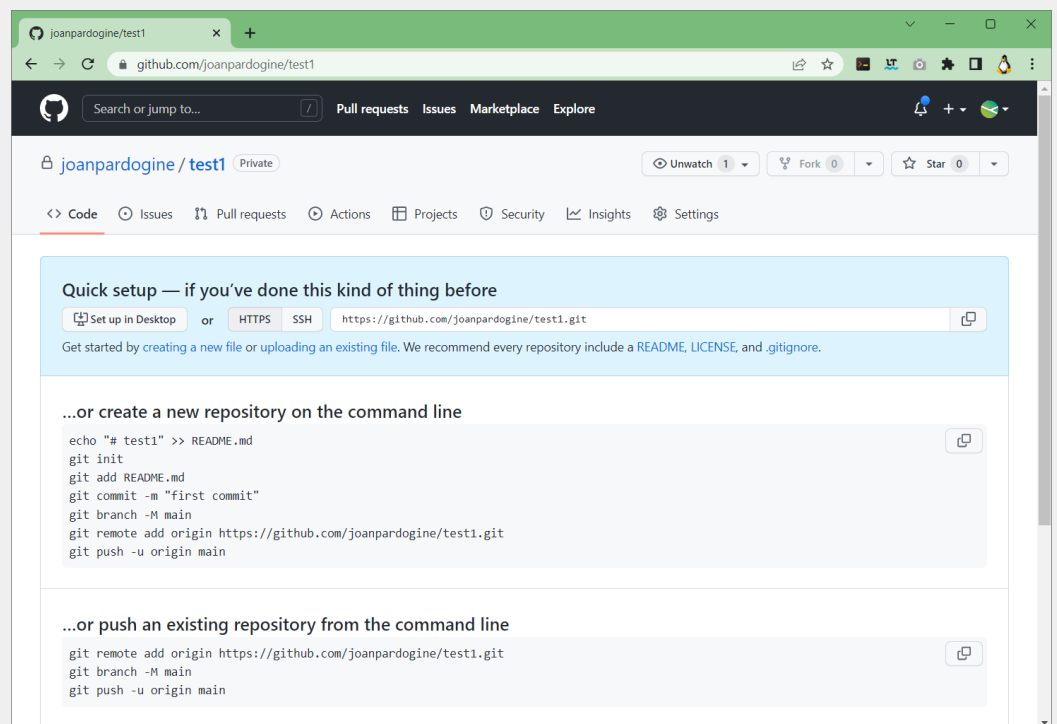 joanpardogine/test1
github.com/joanpardogine/test1
LT
Search or jump to... /
Pull requests Issues Marketplace Explore
joanpardogine / test1 Private
Unwatch 1 Fork 0 Star 0
<> Code Issues Pull requests Actions Projects Security Insights Settings
Quick setup — if you’ve done this kind of thing before
Set up in Desktop or HTTPS SSH https://github.com/joanpardogine/test1.git
Get started by creating a new file or uploading an existing file. We recommend every repository include a README, LICENSE, and .gitignore.
…or create a new repository on the command line
echo "# test1" >> README.md
git init
git add README.md
git commit -m "first commit"
git branch -M main
git remote add origin https://github.com/joanpardogine/test1.git
git push -u origin main
…or push an existing repository from the command line
git remote add origin https://github.com/joanpardogine/test1.git
git branch -M main
git push -u origin main